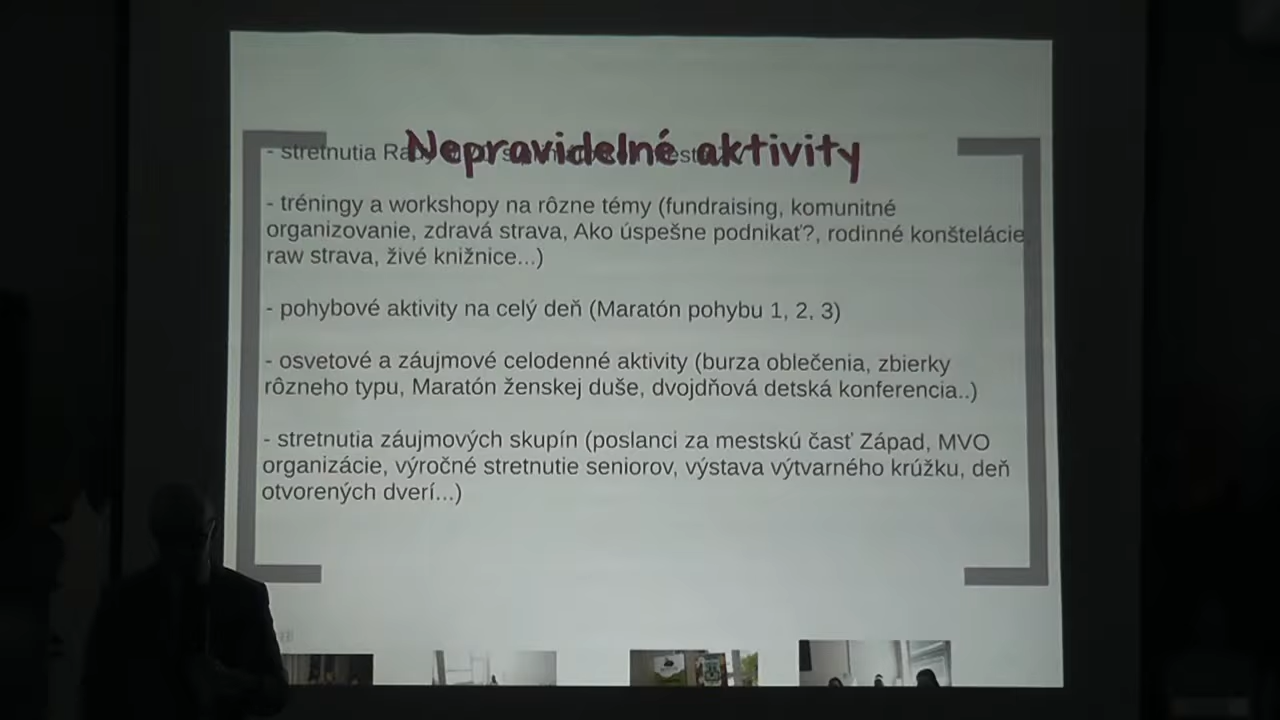 Nepravidelné aktivity
- stretnutia
- tréningy a workshopy na rôzne témy (fundraising, komunitné
organizovanie, zdravá strava, Ako úspešne podnikať?, rodinné konštelácie,
raw strava, živé knižnice...)
- pohybové aktivity na celý deň (Maratón pohybu 1, 2, 3)
- osvetové a záujmové celodenné aktivity (burza oblečenia, zbierky
rôzneho typu, Maratón ženskej duše, dvojdňová detská konferencia..)
- stretnutia záujmových skupín (poslanci za mestskú časť Západ, MVO
organizácie, výročné stretnutie seniorov, výstava výtvarného krúžku, deň
otvorených dverí...)